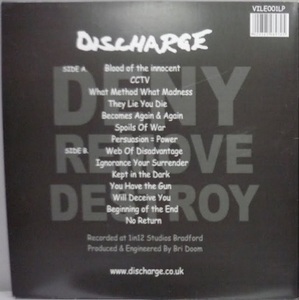 VILE001LP
DISCHARGE
SIDE A. Blood of the innocent
CCTV
What Method What Madness
They Lie You Die
Becomes Again & Again
Spoils Of War
Persuasion = Power
SIDE B. Web Of Disadvantage
Ignorance Your Surrender
Kept in the Dark
You Have the Gun
Will Deceive You
Beginning of the End
No Return
DENY
REMOVE
DESTROY
Recorded at 1in12 Studios Bradford
Produced & Engineered By Bri Doom
www.discharge.co.uk